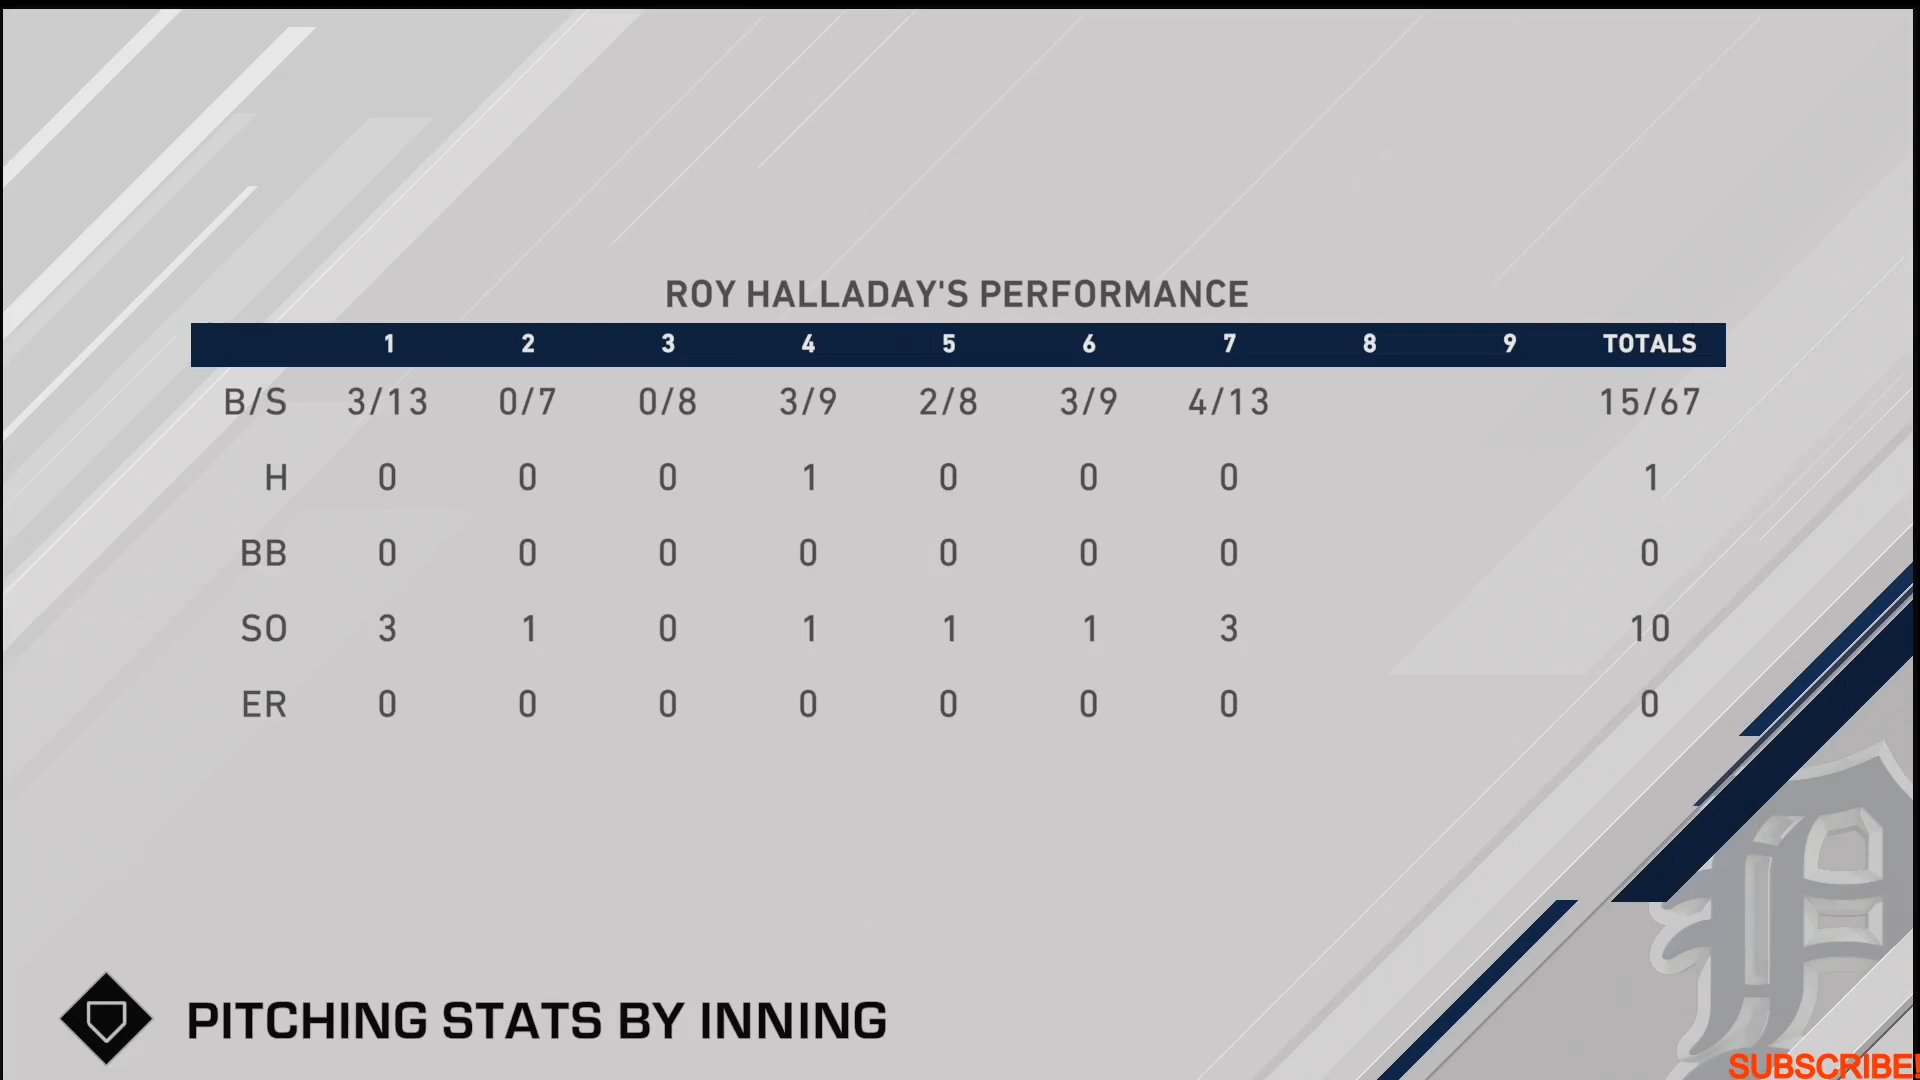 ROY HALLADAY'S PERFORMANCE
1 2 3 4 5 6 7 8 9 TOTALS
B/S 3/13 0/7 0/8 3/9 2/8 3/9 4/13 15/67
H 0 0 0 1 0 0 0 1
BB 0 0 0 0 0 0 0 0
SO 3 1 0 1 1 1 3 10
ER 0 0 0 0 0 0 0 0
PITCHING STATS BY INNING
SUBSCRIBE!